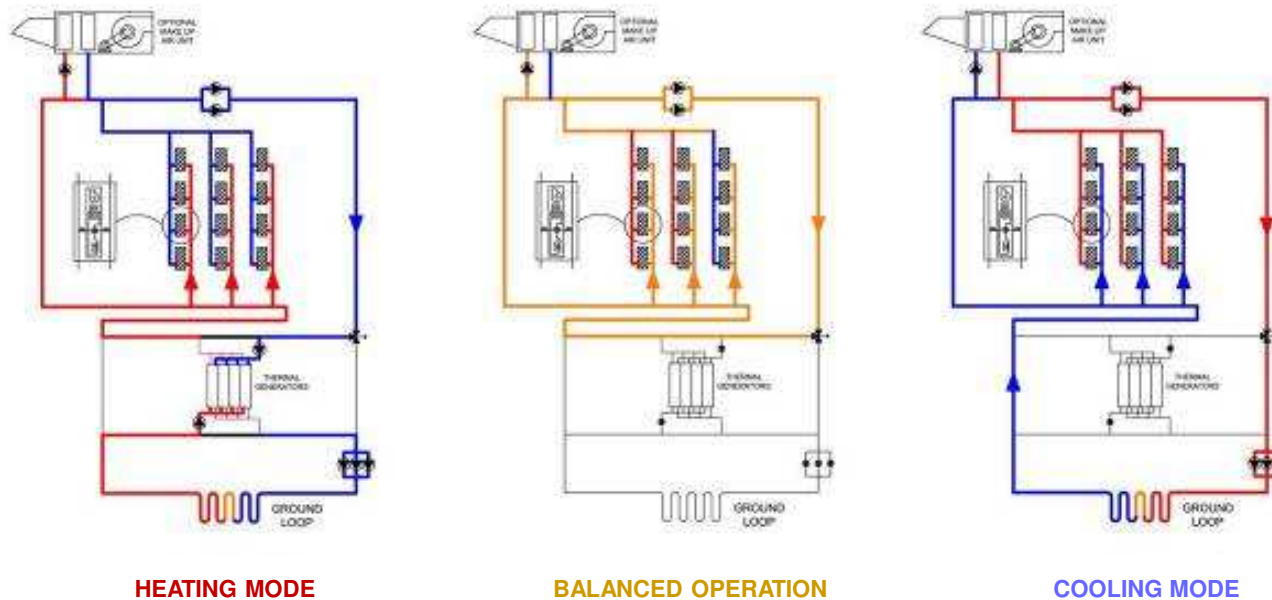 OPTIONAL
MAKE UP
AIR UNIT
THERMAL
GENERATORS
GROUND
LOOP
HEATING MODE
OPTIONAL
MAKE UP
AIR UNIT
THERMAL
GENERATORS
GROUND
LOOP
BALANCED OPERATION
OPTIONAL
MAKE UP
AIR UNIT
THERMAL
GENERATORS
GROUND
LOOP
COOLING MODE